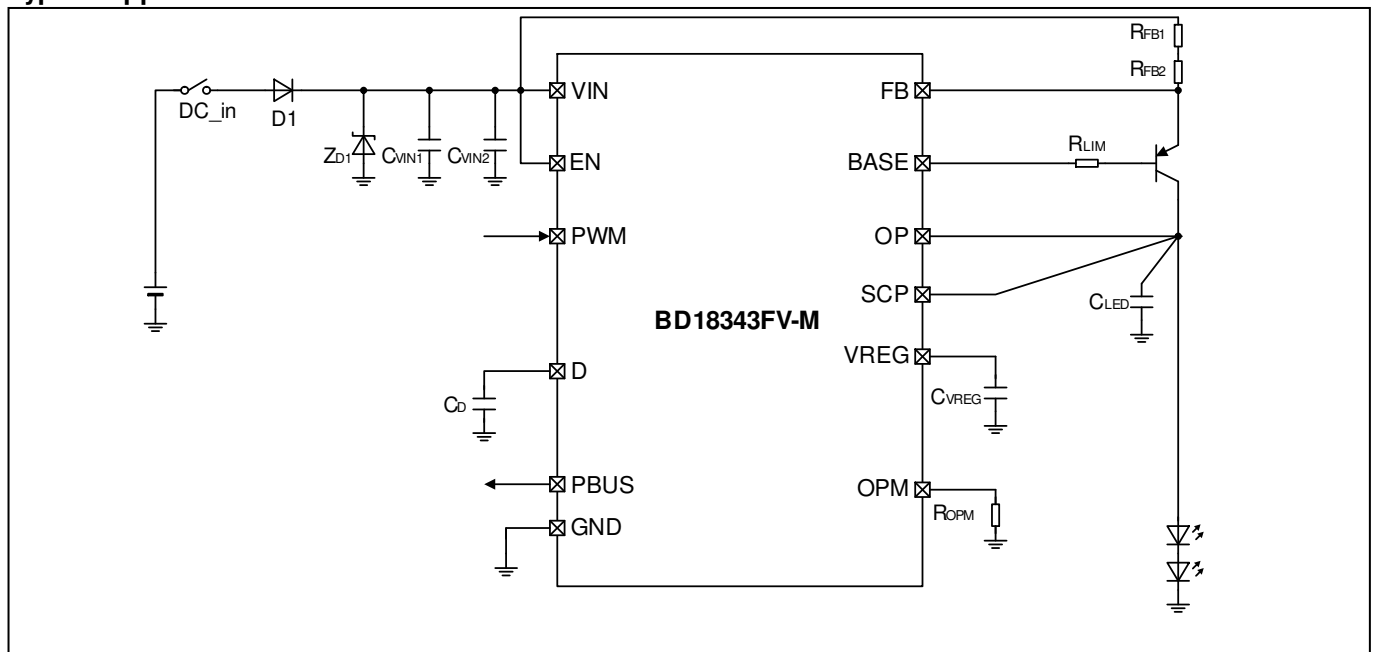 RFB1
RFB2
DC_in
D1
ZD1
CVIN1
CVIN2
VIN
EN
PWM
D
CD
PBUS
GND
BD18343FV-M
FB
BASE
OP
SCP
VREG
OPM
RLIM
CLED
CVREG
ROPM